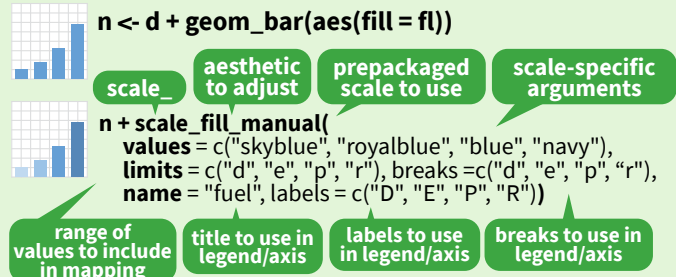 n <- d + geom_bar(aes(fill = fl))
scale_
aesthetic
to adjust
prepackaged
scale to use
scale-specific
arguments
n + scale_fill_manual(
values = c("skyblue", "royalblue", "blue", "navy"),
limits = c("d", "e", "p", "r"), breaks =c("d", "e", "p", “r"),
name = "fuel", labels = c("D", "E", "P", "R"))
range of
values to include
in mapping
title to use in
legend/axis
labels to use
in legend/axis
breaks to use in
legend/axis